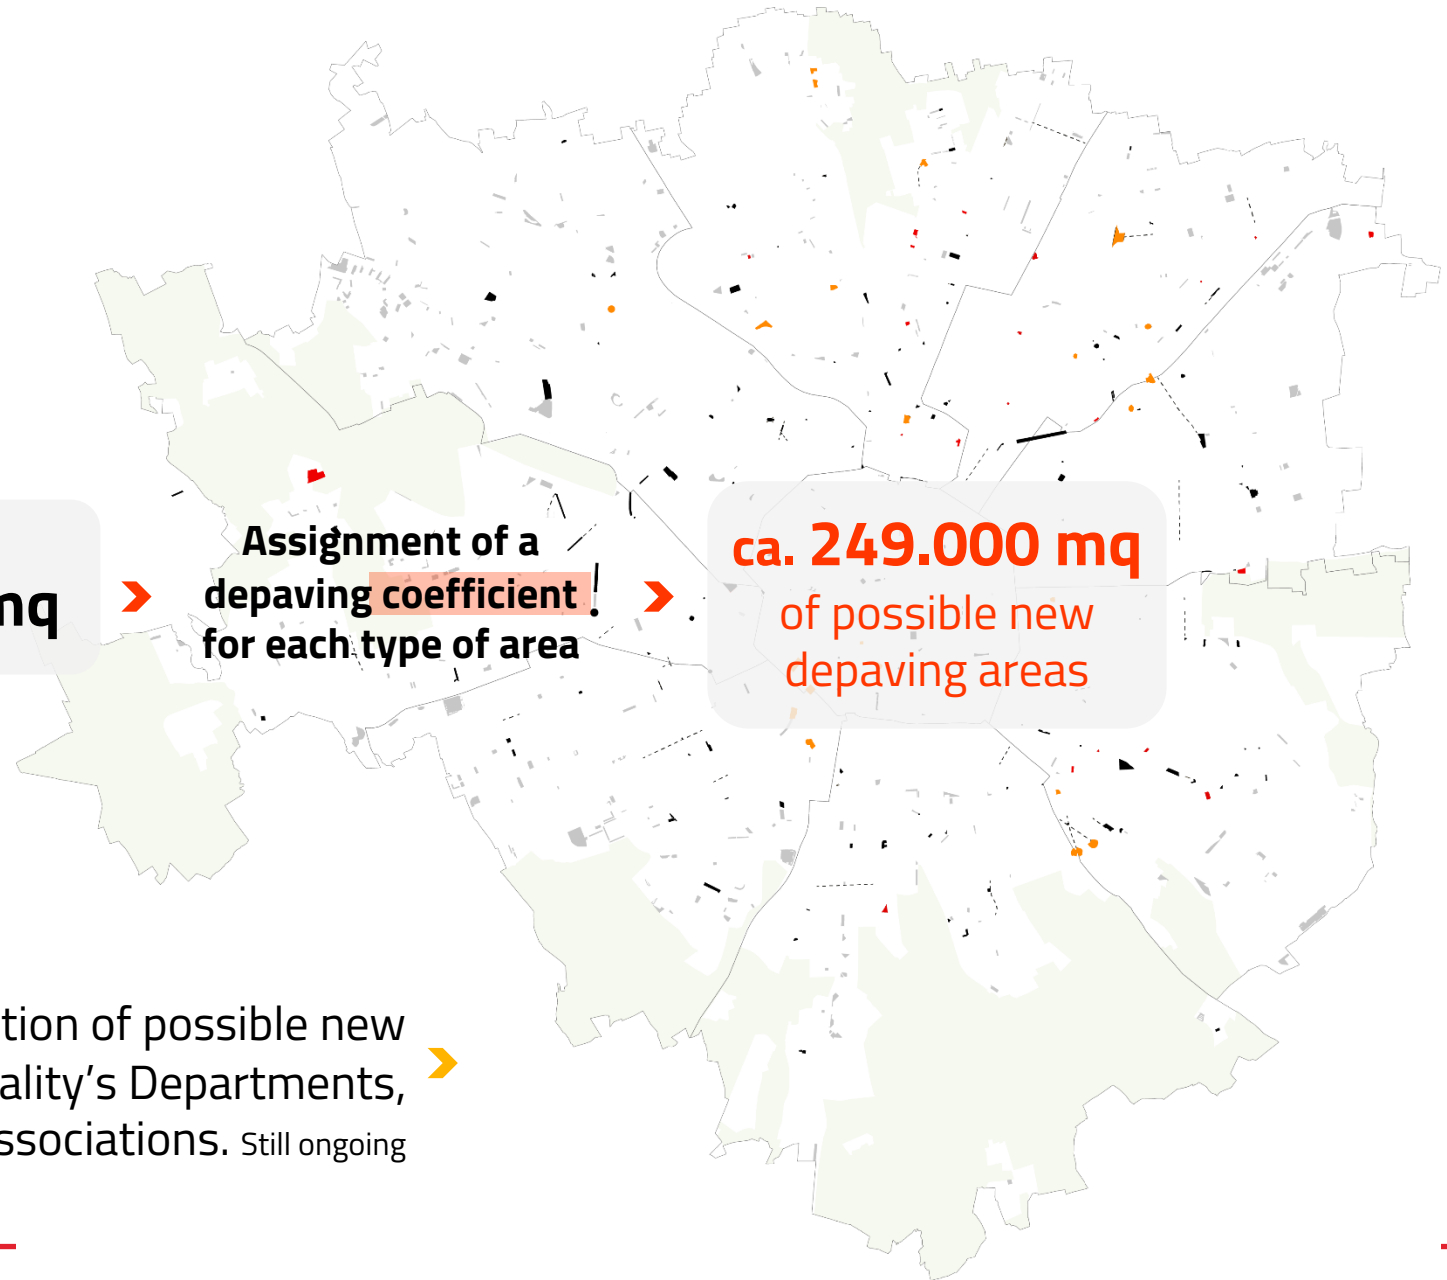 mq
Assignment of a
depaving coefficient
for each type of area
ca. 249.000 mq
of possible new
depaving areas
tion of possible new
ality's Departments,
ssociations. Still ongoing